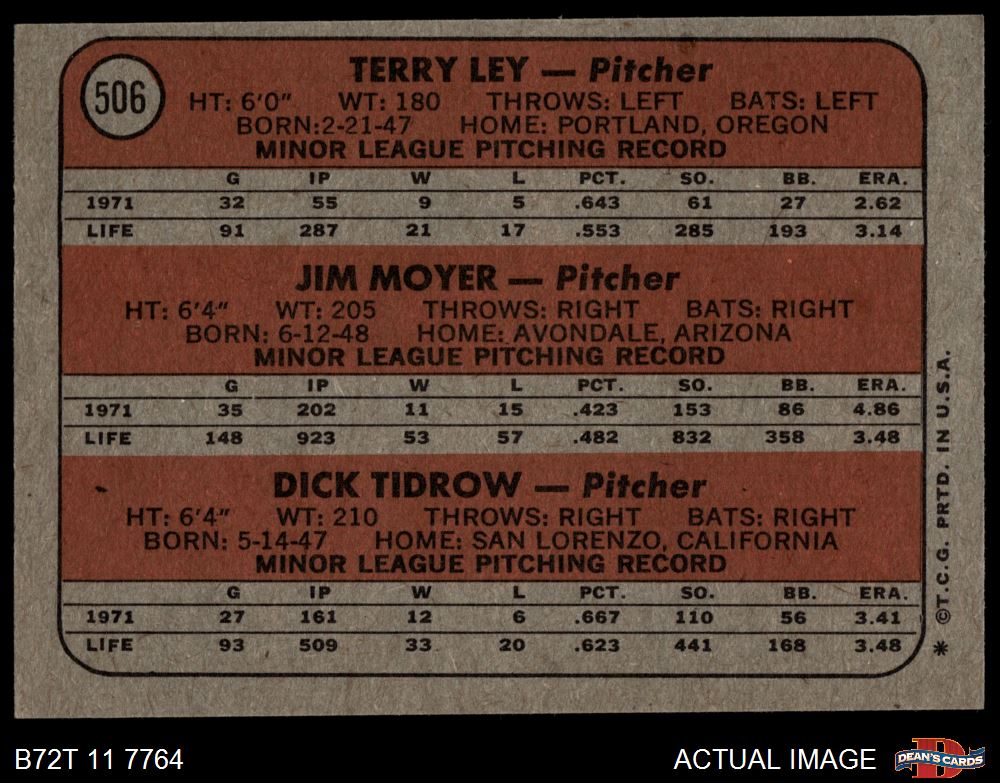 506
TERRY LEY — Pitcher
HT: 6'0" WT: 180 THROWS: LEFT BATS: LEFT
BORN:2-21-47 HOME: PORTLAND, OREGON
MINOR LEAGUE PITCHING RECORD
G IP W L PCT. SO. BB. ERA.
1971 32 55 9 5 .643 61 27 2.62
LIFE 91 287 21 17 .553 285 193 3.14
JIM MOYER — Pitcher
HT: 6'4" WT: 205 THROWS: RIGHT BATS: RIGHT
BORN: 6-12-48 HOME: AVONDALE, ARIZONA
MINOR LEAGUE PITCHING RECORD
G IP W L PCT. SO. BB. ERA.
1971 35 202 11 15 .423 153 86 4.86
LIFE 148 923 53 57 .482 832 358 3.48
DICK TIDROW — Pitcher
HT: 6'4" WT: 210 THROWS: RIGHT BATS: RIGHT
BORN: 5-14-47 HOME: SAN LORENZO, CALIFORNIA
MINOR LEAGUE PITCHING RECORD
G IP W L PCT. SO. BB. ERA.
1971 27 161 12 6 .667 110 56 3.41
LIFE 93 509 33 20 .623 441 168 3.48
* ©T.C.G. PRTD. IN U.S.A.
B72T 11 7764 ACTUAL IMAGE
D
DEAN'S CARDS